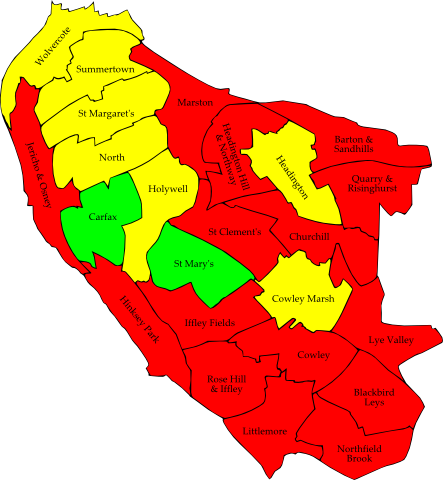 Wolvercote
Summertown
St Margaret's
North
Marston
Headington Hill
& Northway
Barton &
Sandhills
Headington
Quarry &
Risinghurst
Jericho & Osney
Carfax
Holywell
St Clement's
Churchill
St Mary's
Cowley Marsh
Hinksey Park
Iffley Fields
Lye Valley
Cowley
Rose Hill
& Iffley
Blackbird
Leys
Littlemore
Northfield
Brook